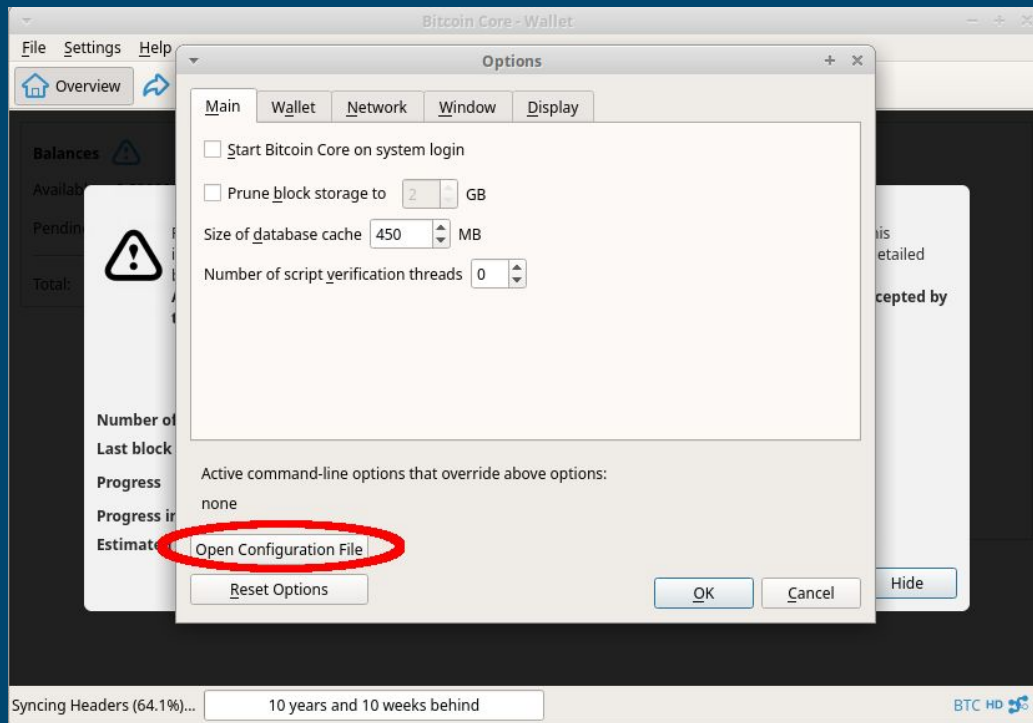 Bitcoin Core - Wallet
File Settings Help
Overview
Options
Main Wallet Network Window Display
Balances
Start Bitcoin Core on system login
Prune block storage to 2 GB
Size of database cache 450 MB
Number of script verification threads 0
Pending
Total:
etailed
cepted by
Number of
Last block
Progress
Progress in
Active command-line options that override above options:
none
Open Configuration File
Reset Options
OK Cancel
Hide
Syncing Headers (64.1%)... 10 years and 10 weeks behind
BTC HD